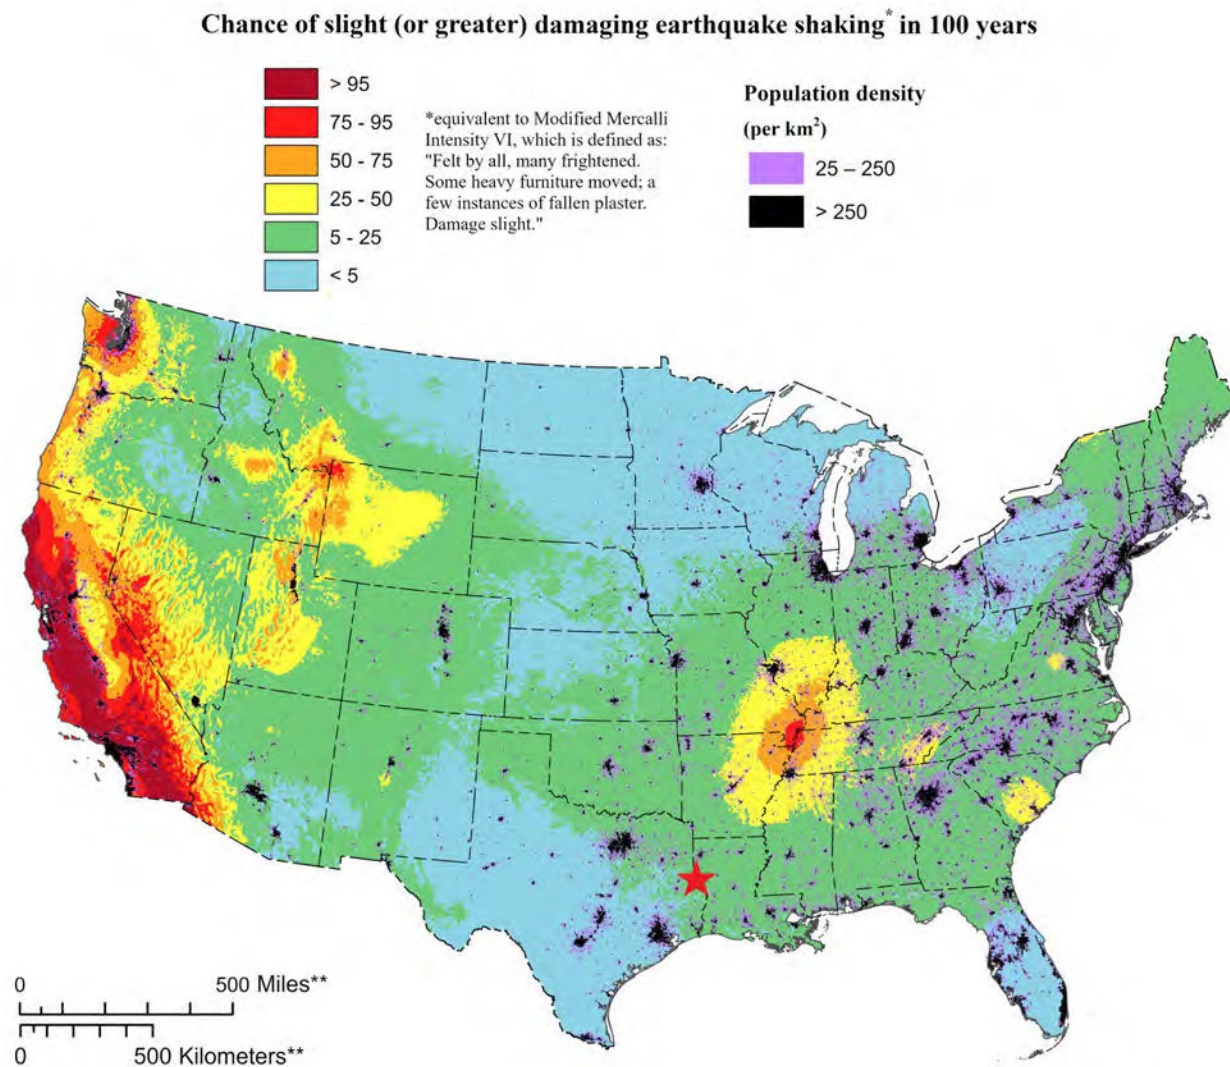 Chance of slight (or greater) damaging earthquake shaking* in 100 years
> 95
75 - 95
50 - 75
25 - 50
5 - 25
< 5
*equivalent to Modified Mercalli
Intensity VI, which is defined as:
"Felt by all, many frightened.
Some heavy furniture moved; a
few instances of fallen plaster.
Damage slight."
Population density
(per km²)
25 – 250
> 250
0 500 Miles**
0 500 Kilometers**